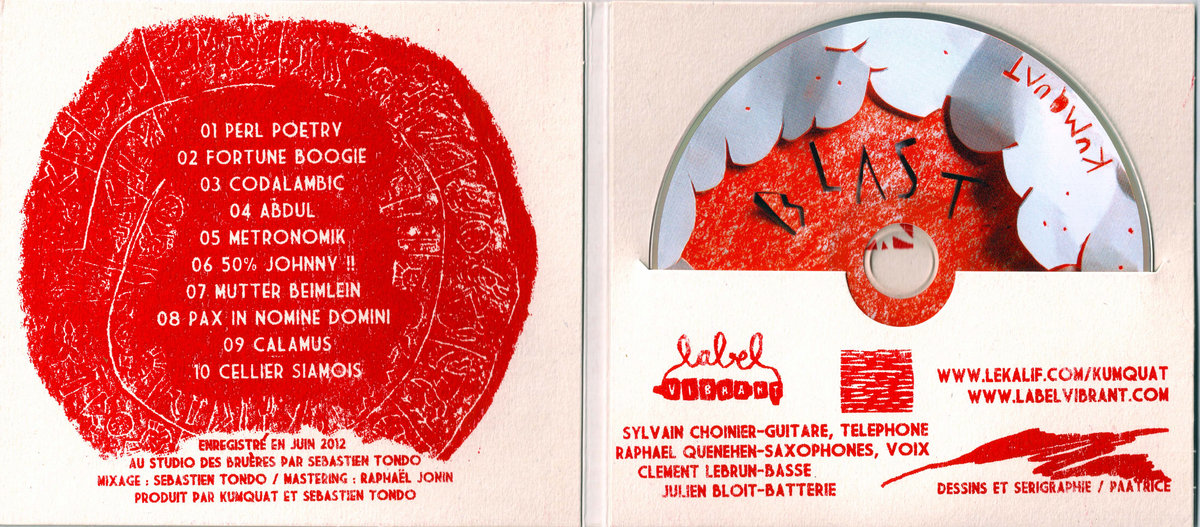 01 PERL POETRY
02 FORTUNE BOOGIE
03 CODALAMBIC
04 ABDUL
05 METRONOMIK
06 50% JOHNNY !!
07 MUTTER BEIMLEIN
08 PAX IN NOMINE DOMINI
09 CALAMUS
10 CELLIER SIAMOIS
ENREGISTRÉ EN JUIN 2012
AU STUDIO DES BRUÈRES PAR SEBASTIEN TONDO
MIXAGE : SEBASTIEN TONDO / MASTERING : RAPHAËL JONIN
PRODUIT PAR KUMQUAT ET SEBASTIEN TONDO
KUMQUAT
BLAST
label
VIBRANT
WWW.LEKALIF.COM/KUMQUAT
WWW.LABELVIBRANT.COM
SYLVAIN CHOINIER-GUITARE, TELEPHONE
RAPHAEL QUENEHEN-SAXOPHONES, VOIX
CLEMENT LEBRUN-BASSE
JULIEN BLOIT-BATTERIE
DESSINS ET SERIGRAPHIE / PAATRICE